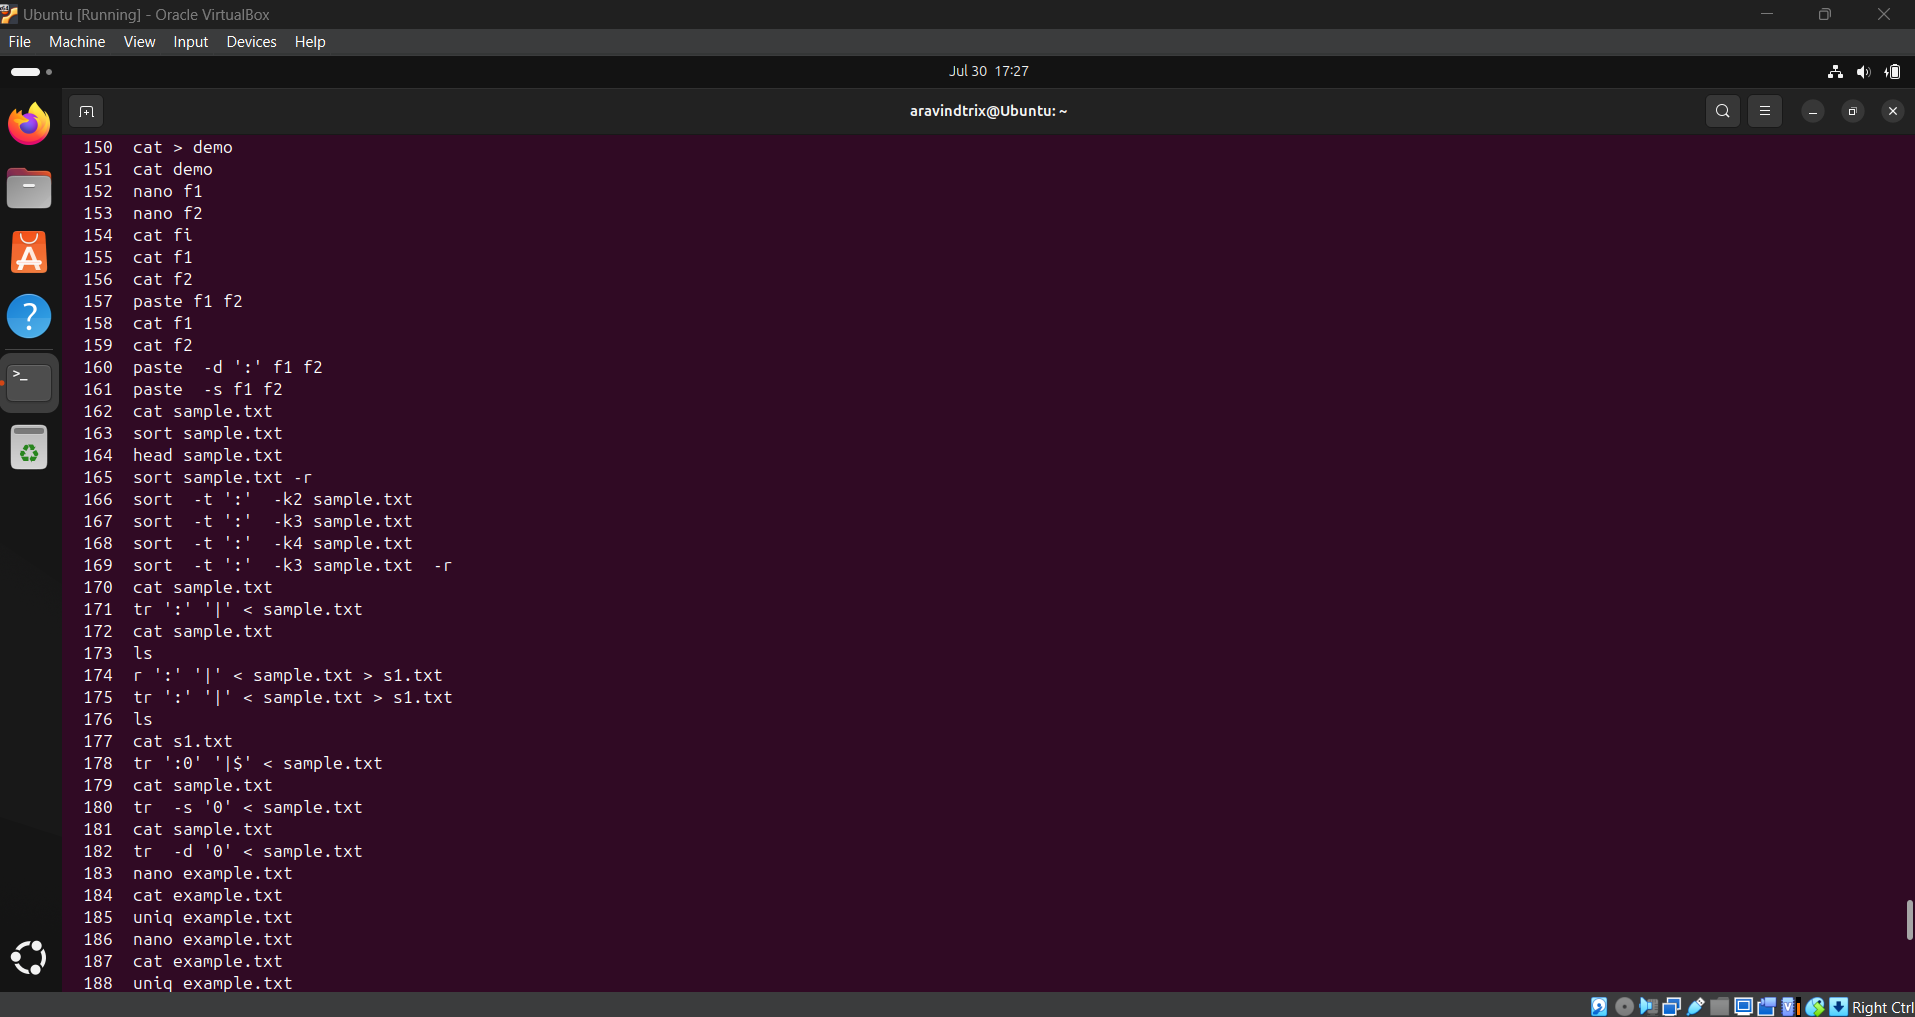 Ubuntu [Running] - Oracle VirtualBox
File Machine View Input Devices Help
Jul 30 17:27
aravindtrix@Ubuntu: ~
150 cat > demo
151 cat demo
152 nano f1
153 nano f2
154 cat fi
155 cat f1
156 cat f2
157 paste f1 f2
158 cat f1
159 cat f2
160 paste  -d ':' f1 f2
161 paste  -s f1 f2
162 cat sample.txt
163 sort sample.txt
164 head sample.txt
165 sort sample.txt -r
166 sort  -t ':'  -k2 sample.txt
167 sort  -t ':'  -k3 sample.txt
168 sort  -t ':'  -k4 sample.txt
169 sort  -t ':'  -k3 sample.txt  -r
170 cat sample.txt
171 tr ':' '|' < sample.txt
172 cat sample.txt
173 ls
174 r ':' '|' < sample.txt > s1.txt
175 tr ':' '|' < sample.txt > s1.txt
176 ls
177 cat s1.txt
178 tr ':0' '|$' < sample.txt
179 cat sample.txt
180 tr  -s '0' < sample.txt
181 cat sample.txt
182 tr  -d '0' < sample.txt
183 nano example.txt
184 cat example.txt
185 uniq example.txt
186 nano example.txt
187 cat example.txt
188 uniq example.txt
Right Ctrl